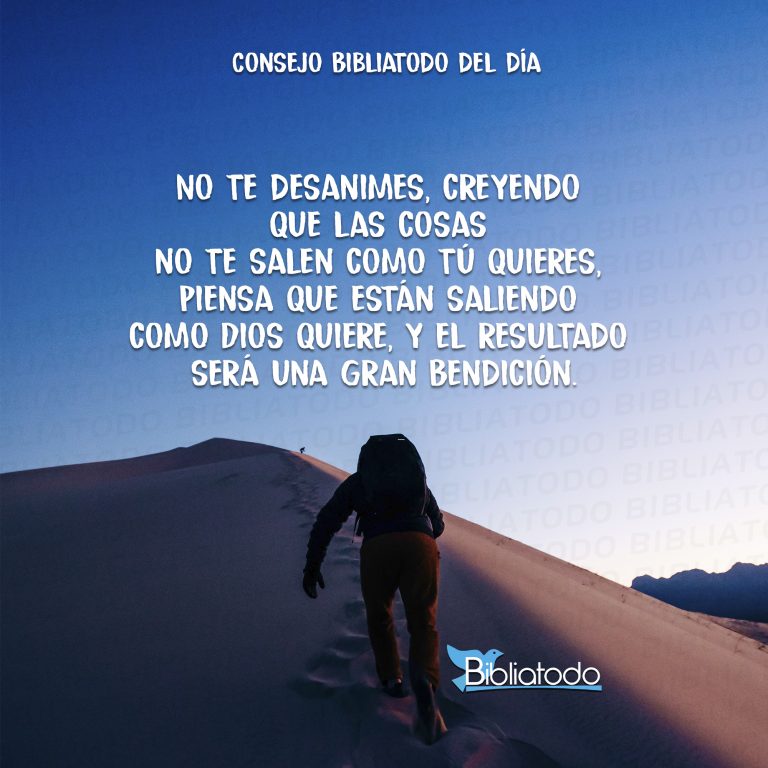 CONSEJO BIBLIATODO DEL DÍA
NO TE DESANIMES, CREYENDO
QUE LAS COSAS
NO TE SALEN COMO TÚ QUIERES,
PIENSA QUE ESTÁN SALIENDO
COMO DIOS QUIERE, Y EL RESULTADO
SERÁ UNA GRAN BENDICIÓN.
Bibliatodo